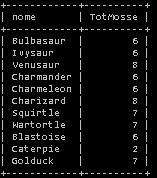 nome | TotMosse
Bulbasaur | 6
Ivysaur | 6
Venusaur | 8
Charmander | 6
Charmeleon | 6
Charizard | 8
Squirtle | 7
Wartortle | 7
Blastoise | 6
Caterpie | 2
Golduck | 7